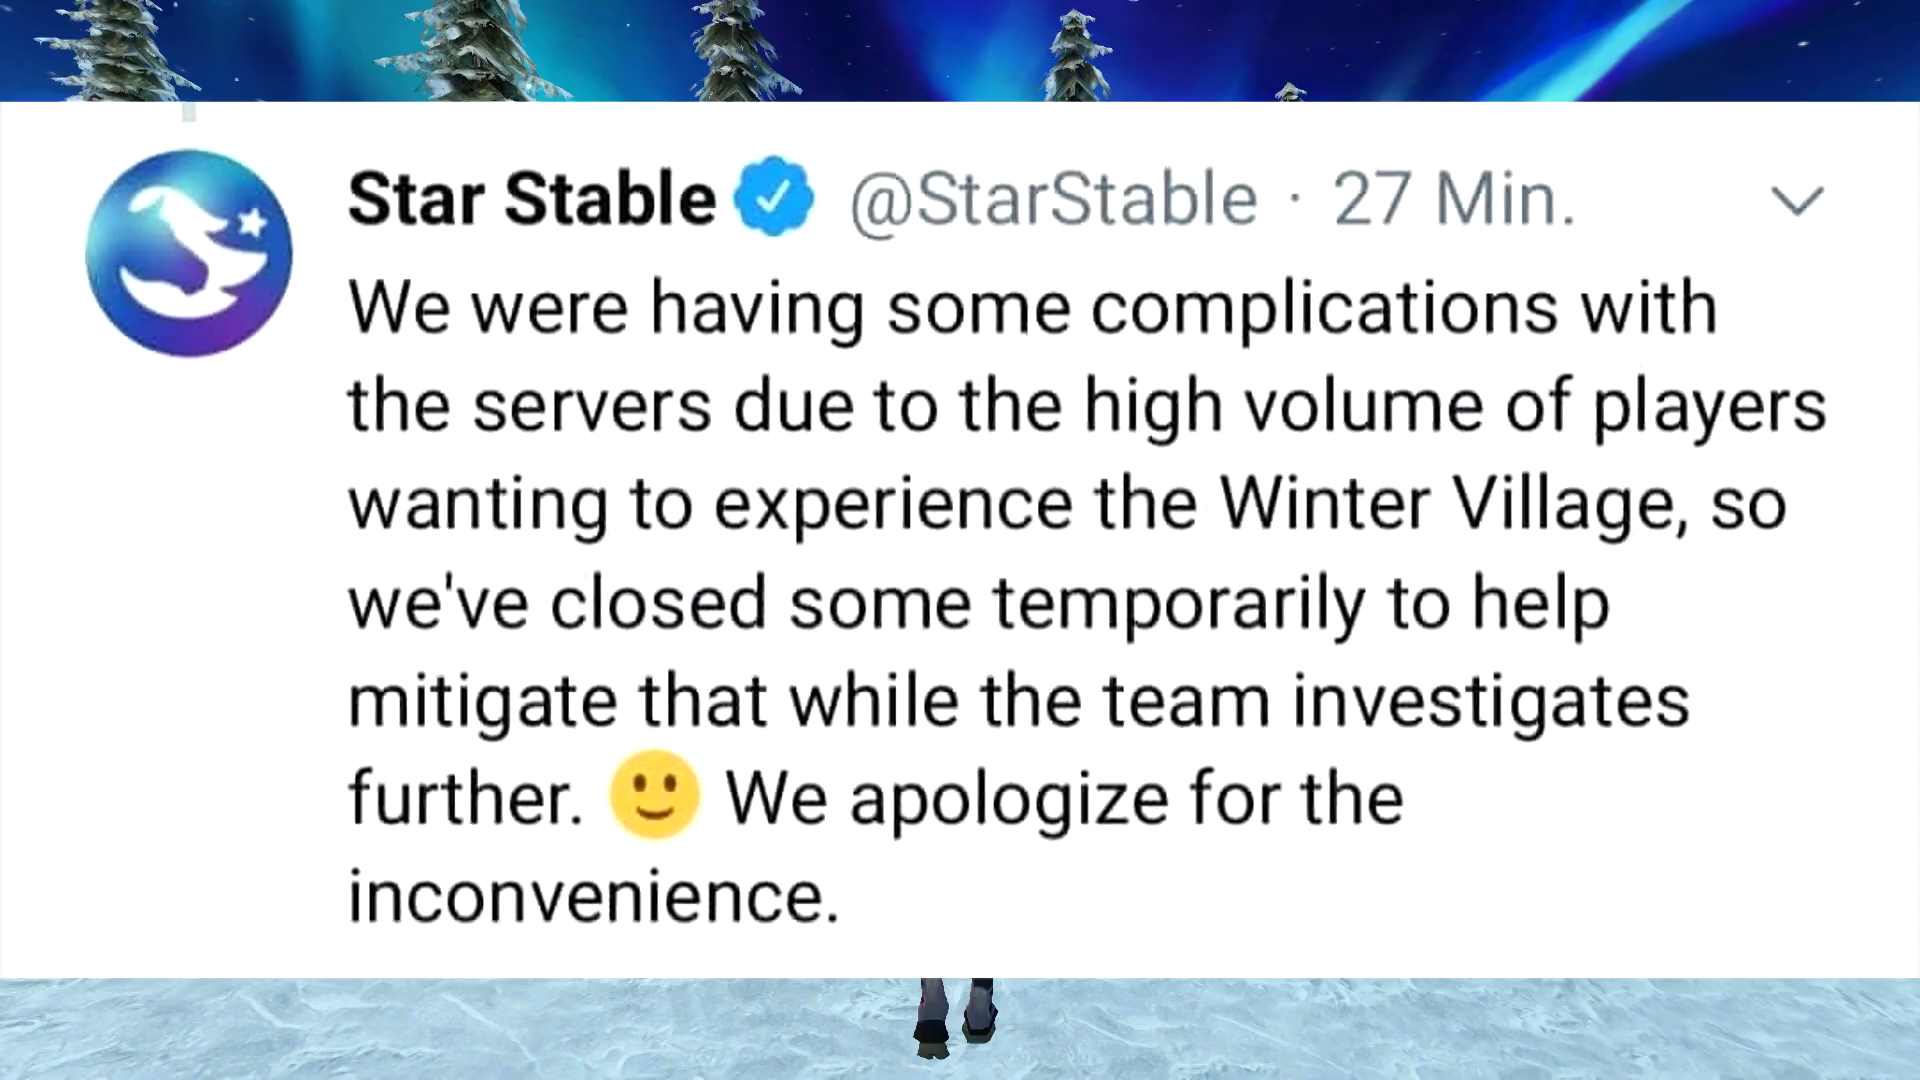 Star Stable @StarStable · 27 Min.
We were having some complications with
the servers due to the high volume of players
wanting to experience the Winter Village, so
we've closed some temporarily to help
mitigate that while the team investigates
further. 🙂 We apologize for the
inconvenience.